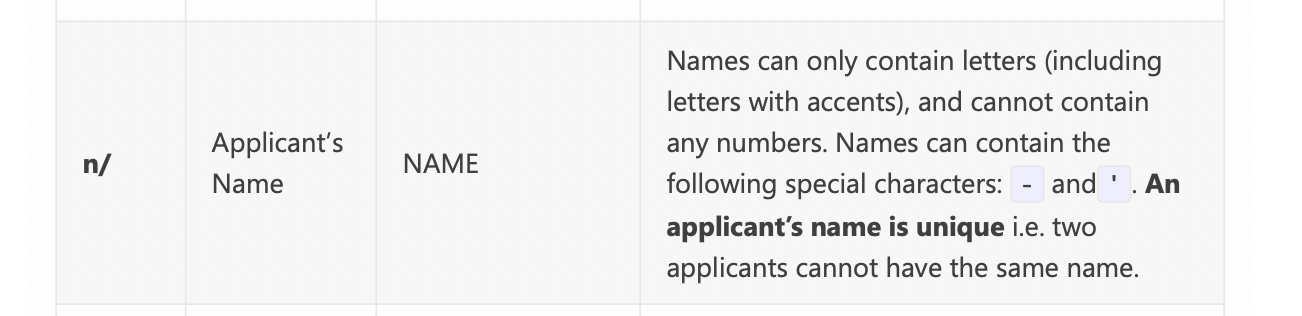 n/
Applicant’s
Name
NAME
Names can only contain letters (including
letters with accents), and cannot contain
any numbers. Names can contain the
following special characters: - and ' . An
applicant’s name is unique i.e. two
applicants cannot have the same name.